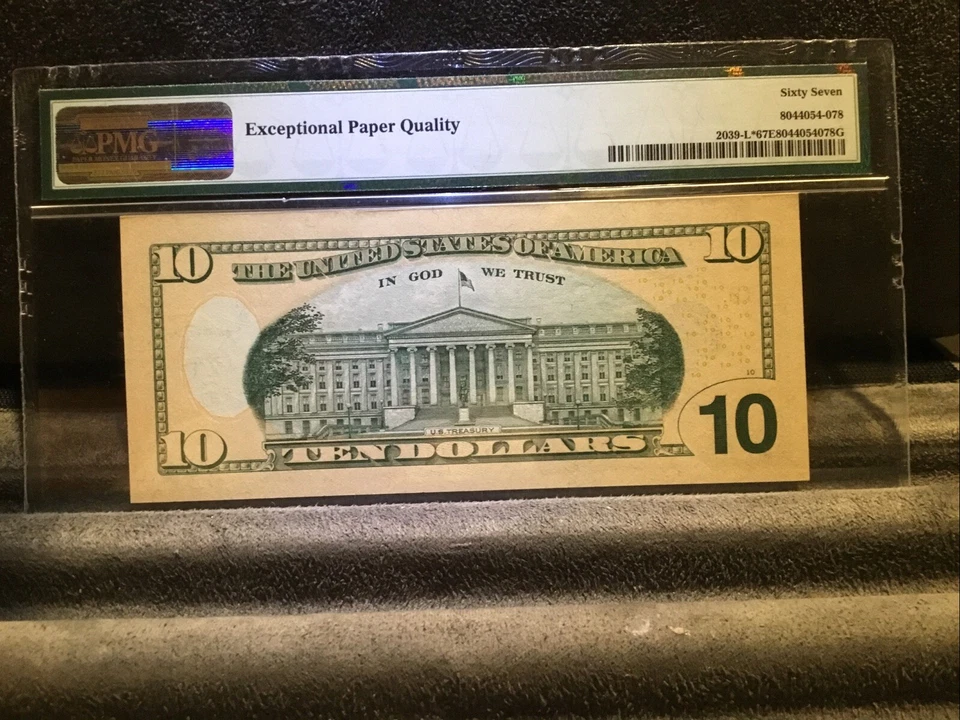 PMG
Exceptional Paper Quality
Sixty Seven
8044054-078
2039-L*67E8044054078G
10
10
THE UNITED STATES OF AMERICA
IN GOD WE TRUST
10
U.S. TREASURY
10
TEN DOLLARS
10